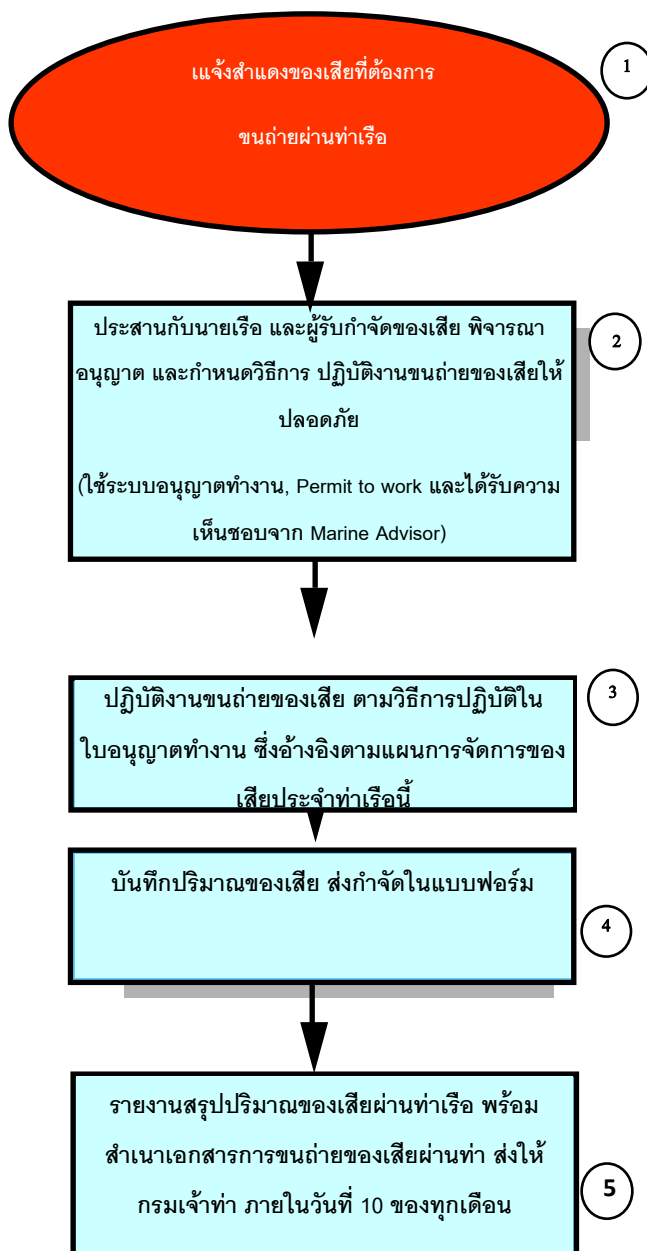 เแจ้งสำแดงของเสียที่ต้องการ
1
ขนถ่ายผ่านท่าเรือ
ประสานกับนายเรือ และผู้รับกำจัดของเสีย พิจารณา
2
อนุญาต และกำหนดวิธีการ ปฏิบัติงานขนถ่ายของเสียให้
ปลอดภัย
(ใช้ระบบอนุญาตทำงาน, Permit to work และได้รับความ
เห็นชอบจาก Marine Advisor)
ปฎิบัติงานขนถ่ายของเสีย ตามวิธีการปฏิบัติใน
3
ใบอนุญาตทำงาน ซึ่งอ้างอิงตามแผนการจัดการของ
เสียประจำท่าเรือนี้
บันทึกปริมาณของเสีย ส่งกำจัดในแบบฟอร์ม
4
รายงานสรุปปริมาณของเสียผ่านท่าเรือ พร้อม
สำเนาเอกสารการขนถ่ายของเสียผ่านท่า ส่งให้
5
กรมเจ้าท่า ภายในวันที่ 10 ของทุกเดือน